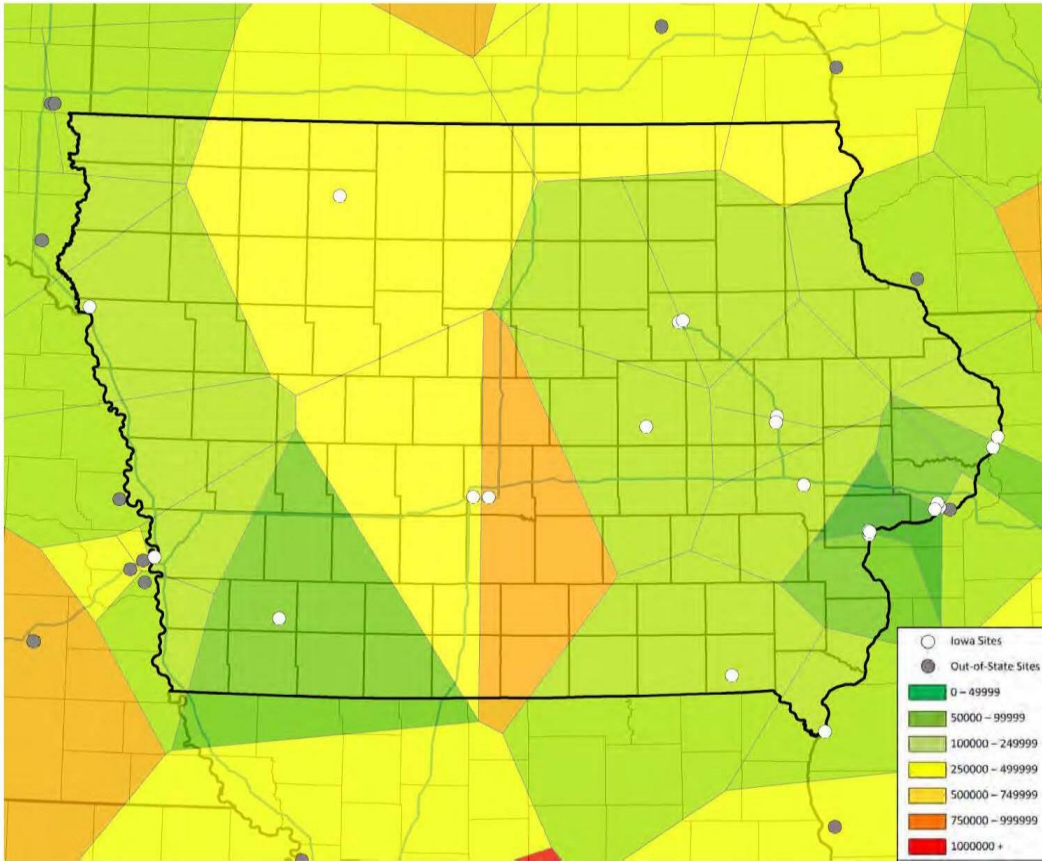 Iowa Sites
Out-of-State Sites
0 – 49999
50000 – 99999
100000 – 249999
250000 – 499999
500000 – 749999
750000 – 999999
1000000 +